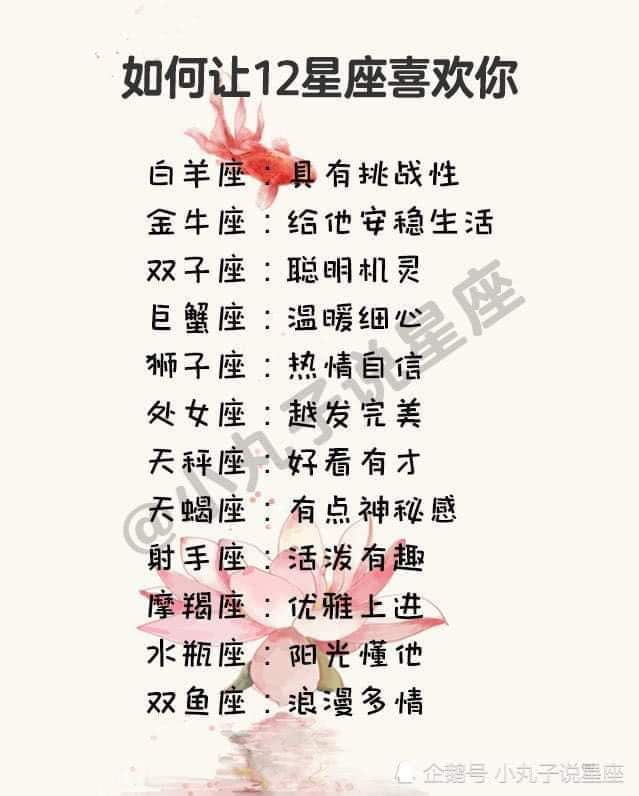 如何让12星座喜欢你
白羊座：具有挑战性
金牛座：给他安稳生活
双子座：聪明机灵
巨蟹座：温暖细心
狮子座：热情自信
处女座：越发完美
天秤座：好看有才
天蝎座：有点神秘感
射手座：活泼有趣
摩羯座：优雅上进
水瓶座：阳光懂他
双鱼座：浪漫多情
@小丸子说星座
企鹅号 小丸子说星座